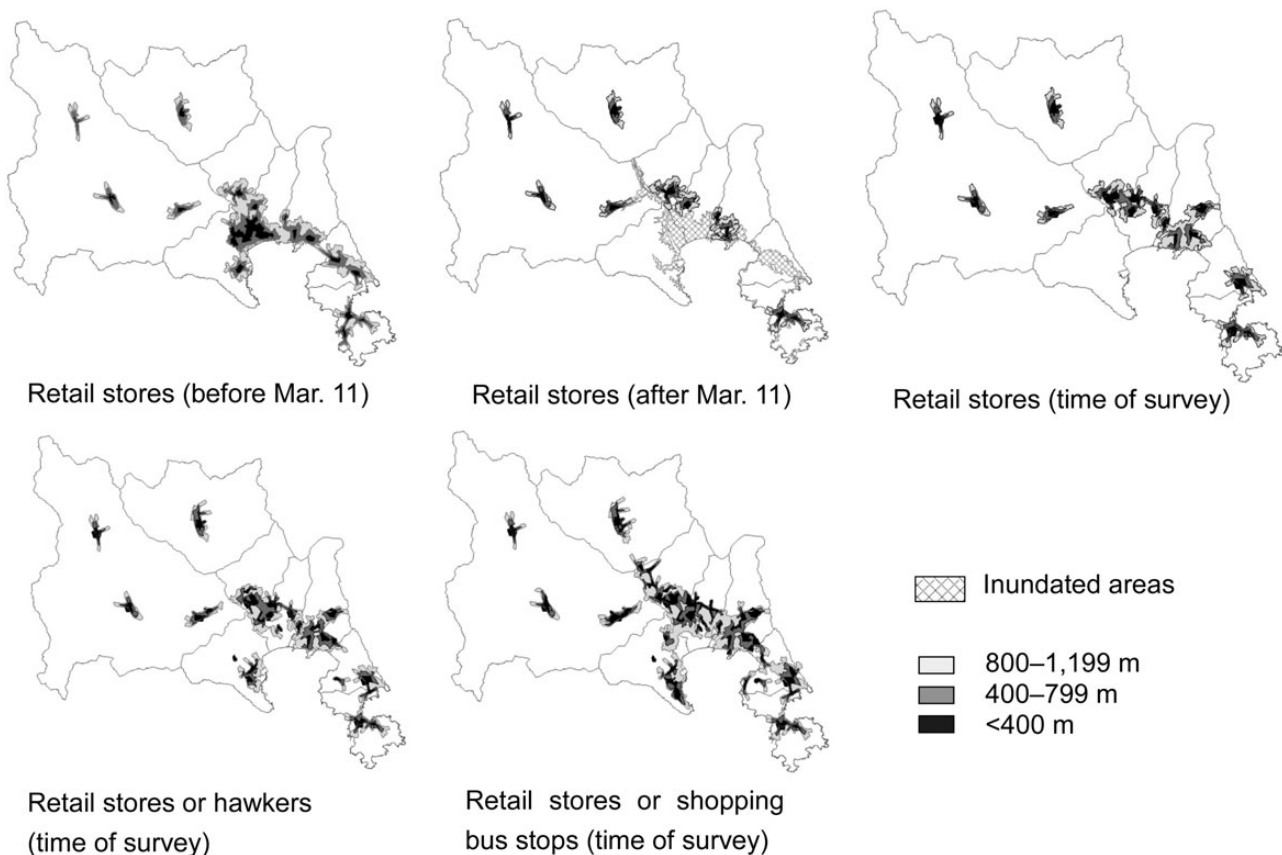 Retail stores (before Mar. 11)
Retail stores (after Mar. 11)
Retail stores (time of survey)
Retail stores or hawkers
(time of survey)
Retail stores or shopping
bus stops (time of survey)
Inundated areas
800–1,199 m
400–799 m
<400 m